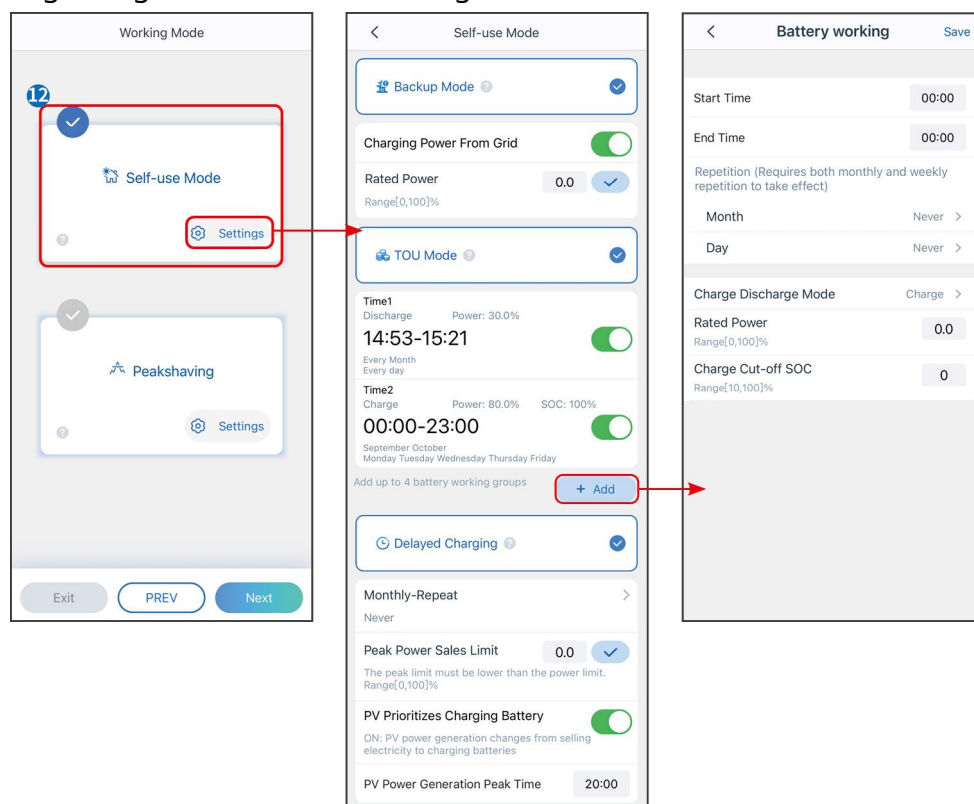 Working Mode
12
Self-use Mode
?
Settings
Peakshaving
?
Settings
Exit
PREV
Next
Self-use Mode
Backup Mode ?
Charging Power From Grid
Rated Power
0.0
Range[0,100]%
TOU Mode ?
Time1
Discharge Power: 30.0%
14:53-15:21
Every Month
Every day
Time2
Charge Power: 80.0% SOC: 100%
00:00-23:00
September October
Monday Tuesday Wednesday Thursday Friday
Add up to 4 battery working groups
+ Add
Delayed Charging ?
Monthly-Repeat
Never
Peak Power Sales Limit
0.0
The peak limit must be lower than the power limit.
Range[0,100]%
PV Prioritizes Charging Battery
ON: PV power generation changes from selling
electricity to charging batteries
PV Power Generation Peak Time 20:00
Battery working Save
Start Time 00:00
End Time 00:00
Repetition (Requires both monthly and weekly
repetition to take effect)
Month Never
Day Never
Charge Discharge Mode Charge
Rated Power
0.0
Range[0,100]%
Charge Cut-off SOC
0
Range[10,100]%